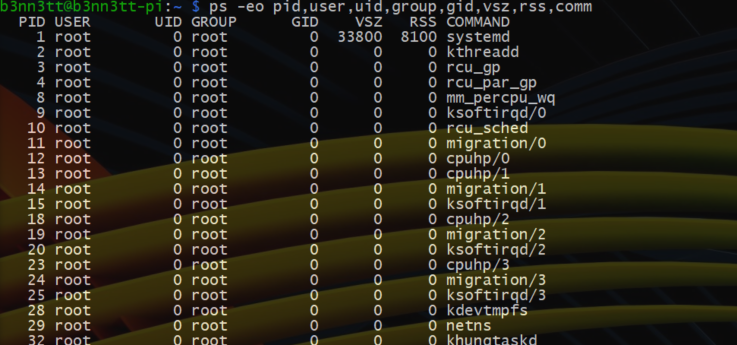 b3nn3tt@b3nn3tt-pi:~ $ ps -eo pid,user,uid,group,gid,vsz,rss,comm
PID USER UID GROUP GID VSZ RSS COMMAND
1 root 0 root 0 33800 8100 systemd
2 root 0 root 0 0 0 kthreadd
3 root 0 root 0 0 0 rcu_gp
4 root 0 root 0 0 0 rcu_par_gp
8 root 0 root 0 0 0 mm_percpu_wq
9 root 0 root 0 0 0 ksoftirqd/0
10 root 0 root 0 0 0 rcu_sched
11 root 0 root 0 0 0 migration/0
12 root 0 root 0 0 0 cpuhp/0
13 root 0 root 0 0 0 cpuhp/1
14 root 0 root 0 0 0 migration/1
15 root 0 root 0 0 0 ksoftirqd/1
18 root 0 root 0 0 0 cpuhp/2
19 root 0 root 0 0 0 migration/2
20 root 0 root 0 0 0 ksoftirqd/2
23 root 0 root 0 0 0 cpuhp/3
24 root 0 root 0 0 0 migration/3
25 root 0 root 0 0 0 ksoftirqd/3
28 root 0 root 0 0 0 kdevtmpfs
29 root 0 root 0 0 0 netns
32 root 0 root 0 0 0 khungtaskd